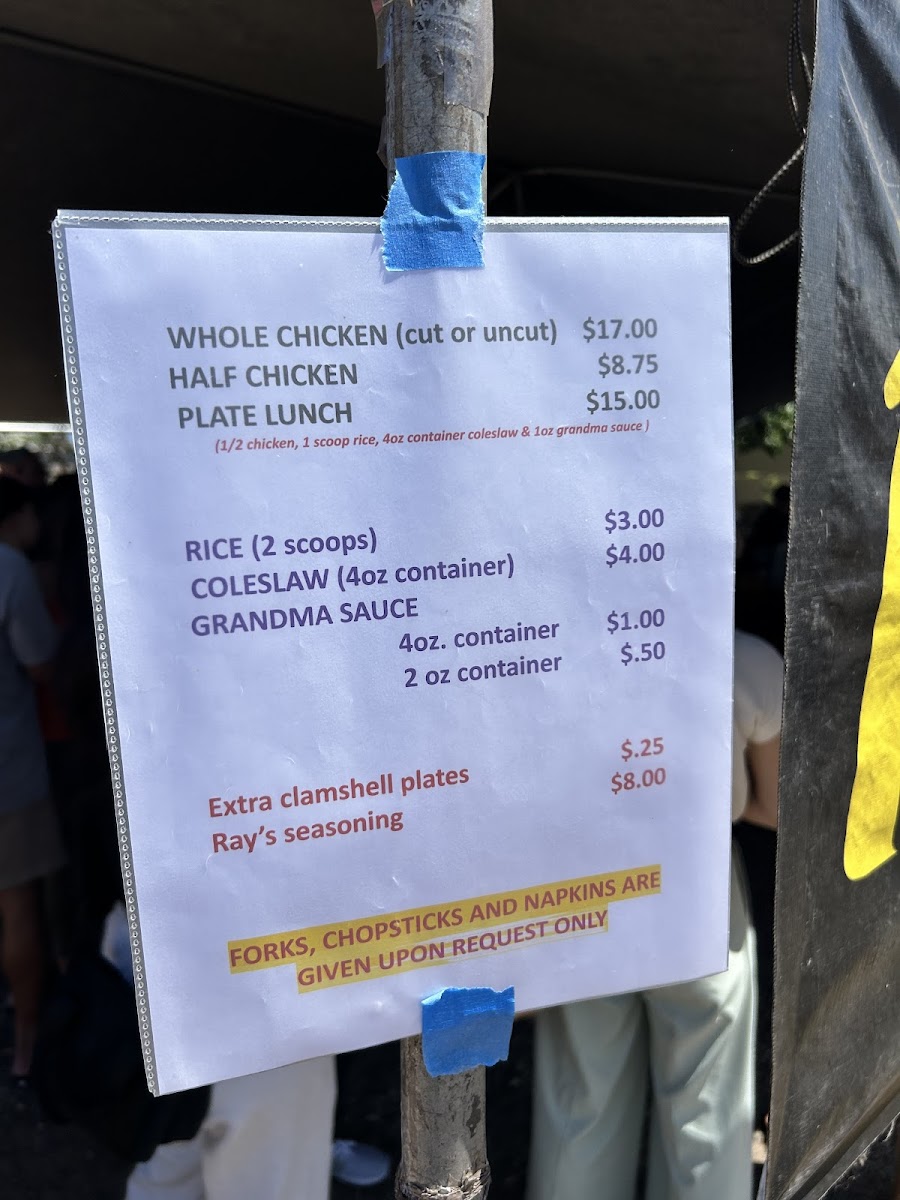 WHOLE CHICKEN (cut or uncut) $17.00
HALF CHICKEN $8.75
PLATE LUNCH $15.00
(1/2 chicken, 1 scoop rice, 4oz container coleslaw & 1oz grandma sauce )
RICE (2 scoops) $3.00
COLESLAW (4oz container) $4.00
GRANDMA SAUCE
4oz. container $1.00
2 oz container $.50
Extra clamshell plates $.25
Ray's seasoning $8.00
FORKS, CHOPSTICKS AND NAPKINS ARE
GIVEN UPON REQUEST ONLY